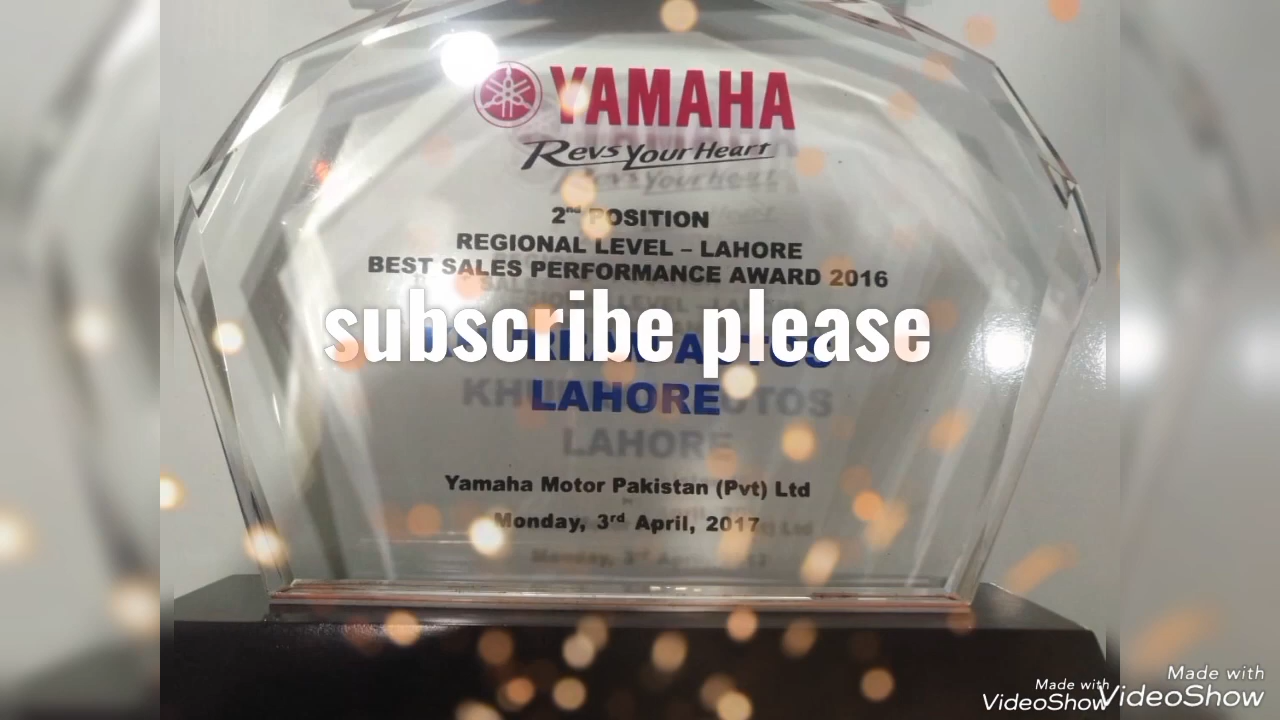 YAMAHA
Revs Your Heart
2nd POSITION
REGIONAL LEVEL – LAHORE
BEST SALES PERFORMANCE AWARD 2016
subscribe please
AUTOS
LAHORE
Yamaha Motor Pakistan (Pvt) Ltd
Monday, 3rd April, 2017
Made with
VideoShow
Made with
VideoShow